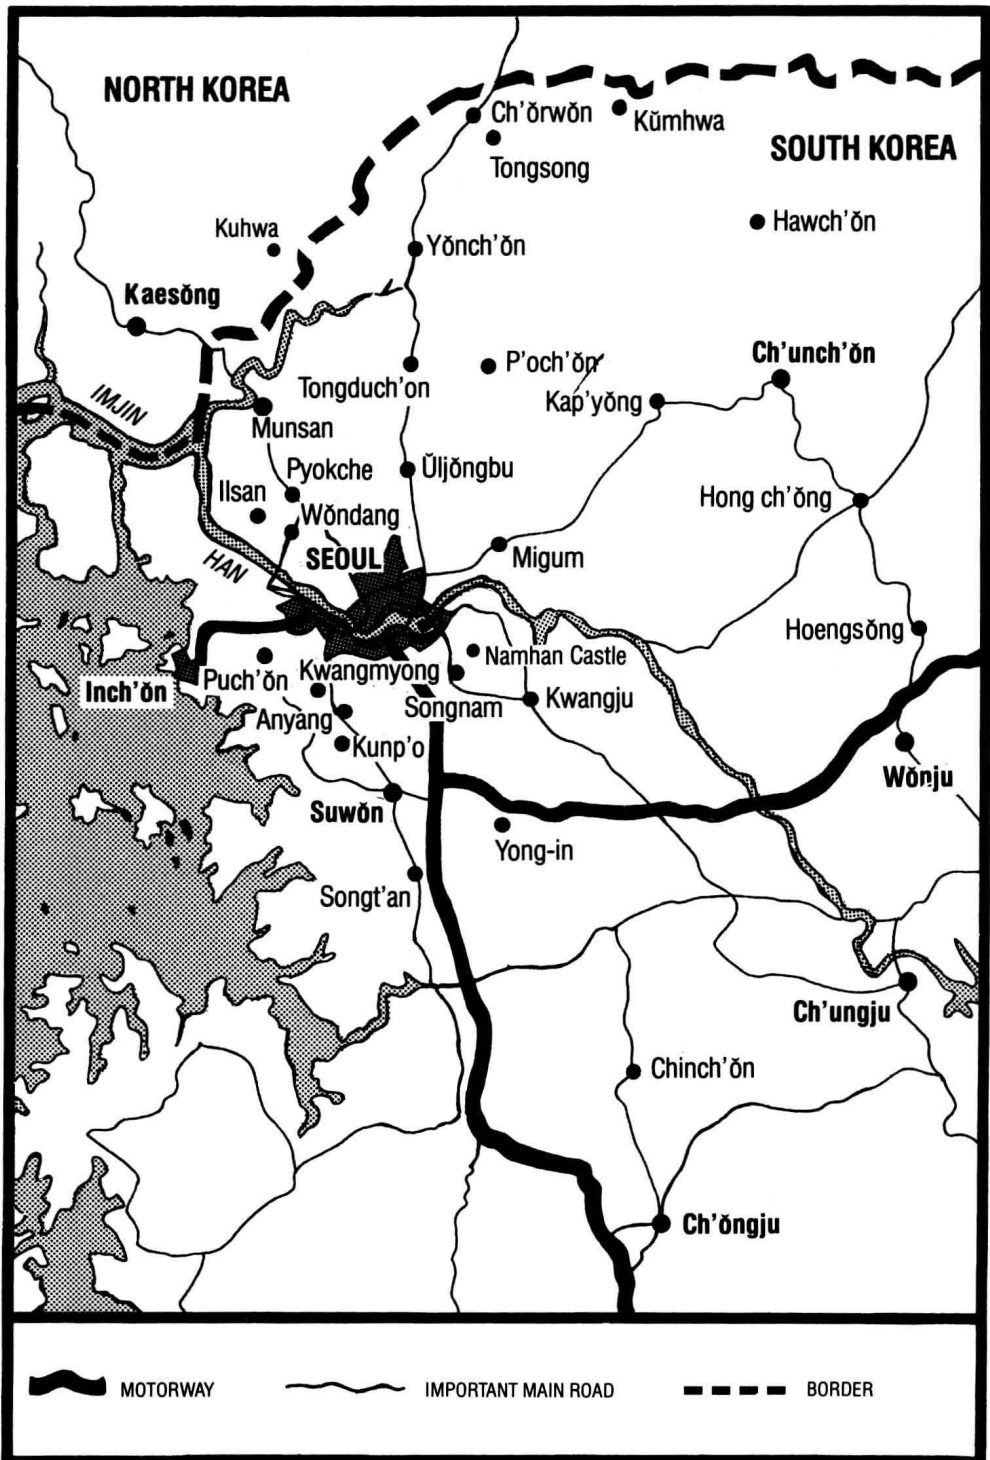 NORTH KOREA
Ch'ŏrwŏn
Kŭmhwa
Tongsong
SOUTH KOREA
Kuhwa
Yŏnch'ŏn
Hawch'ŏn
Kaesŏng
IMJIN
Tongduch'on
P'och'ŏn
Ch'unch'ŏn
Kap'yŏng
Munsan
Pyokche
Ŭljŏngbu
Ilsan
Wŏndang
Hong ch'ŏng
HAN
SEOUL
Migum
Hoengsŏng
Inch'ŏn
Puch'ŏn
Kwangmyong
Namhan Castle
Anyang
Songnam
Kwangju
Kunp'o
Wŏnju
Suwŏn
Yong-in
Songt'an
Ch'ungju
Chinch'ŏn
Ch'ŏngju
MOTORWAY
IMPORTANT MAIN ROAD
BORDER